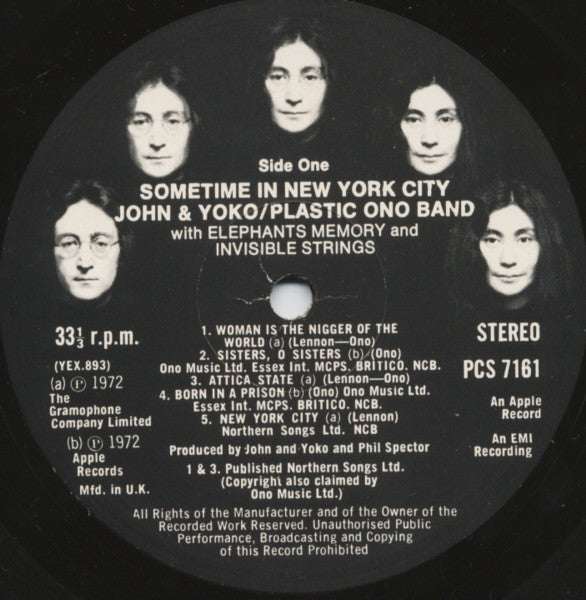 Side One
SOMETIME IN NEW YORK CITY
JOHN & YOKO/PLASTIC ONO BAND
with ELEPHANTS MEMORY and
INVISIBLE STRINGS
33⅓ r.p.m.
(YEX.893)
(a) ℗ 1972
The
Gramophone
Company Limited
(b) ℗ 1972
Apple
Records
Mfd. in U.K.
1. WOMAN IS THE NIGGER OF THE
WORLD (a) (Lennon—Ono)
2. SISTERS, O SISTERS (b) (Ono)
Ono Music Ltd. Essex Int. MCPS. BRITICO. NCB.
3. ATTICA STATE (a) (Lennon—Ono)
4. BORN IN A PRISON (b) (Ono) Ono Music Ltd.
Essex Int. MCPS. BRITICO. NCB.
5. NEW YORK CITY (a) (Lennon)
Northern Songs Ltd. NCB
Produced by John and Yoko and Phil Spector
1 & 3. Published Northern Songs Ltd.
(Copyright also claimed by
Ono Music Ltd.)
STEREO
PCS 7161
An Apple
Record
An EMI
Recording
All Rights of the Manufacturer and of the Owner of the
Recorded Work Reserved. Unauthorised Public
Performance, Broadcasting and Copying
of this Record Prohibited